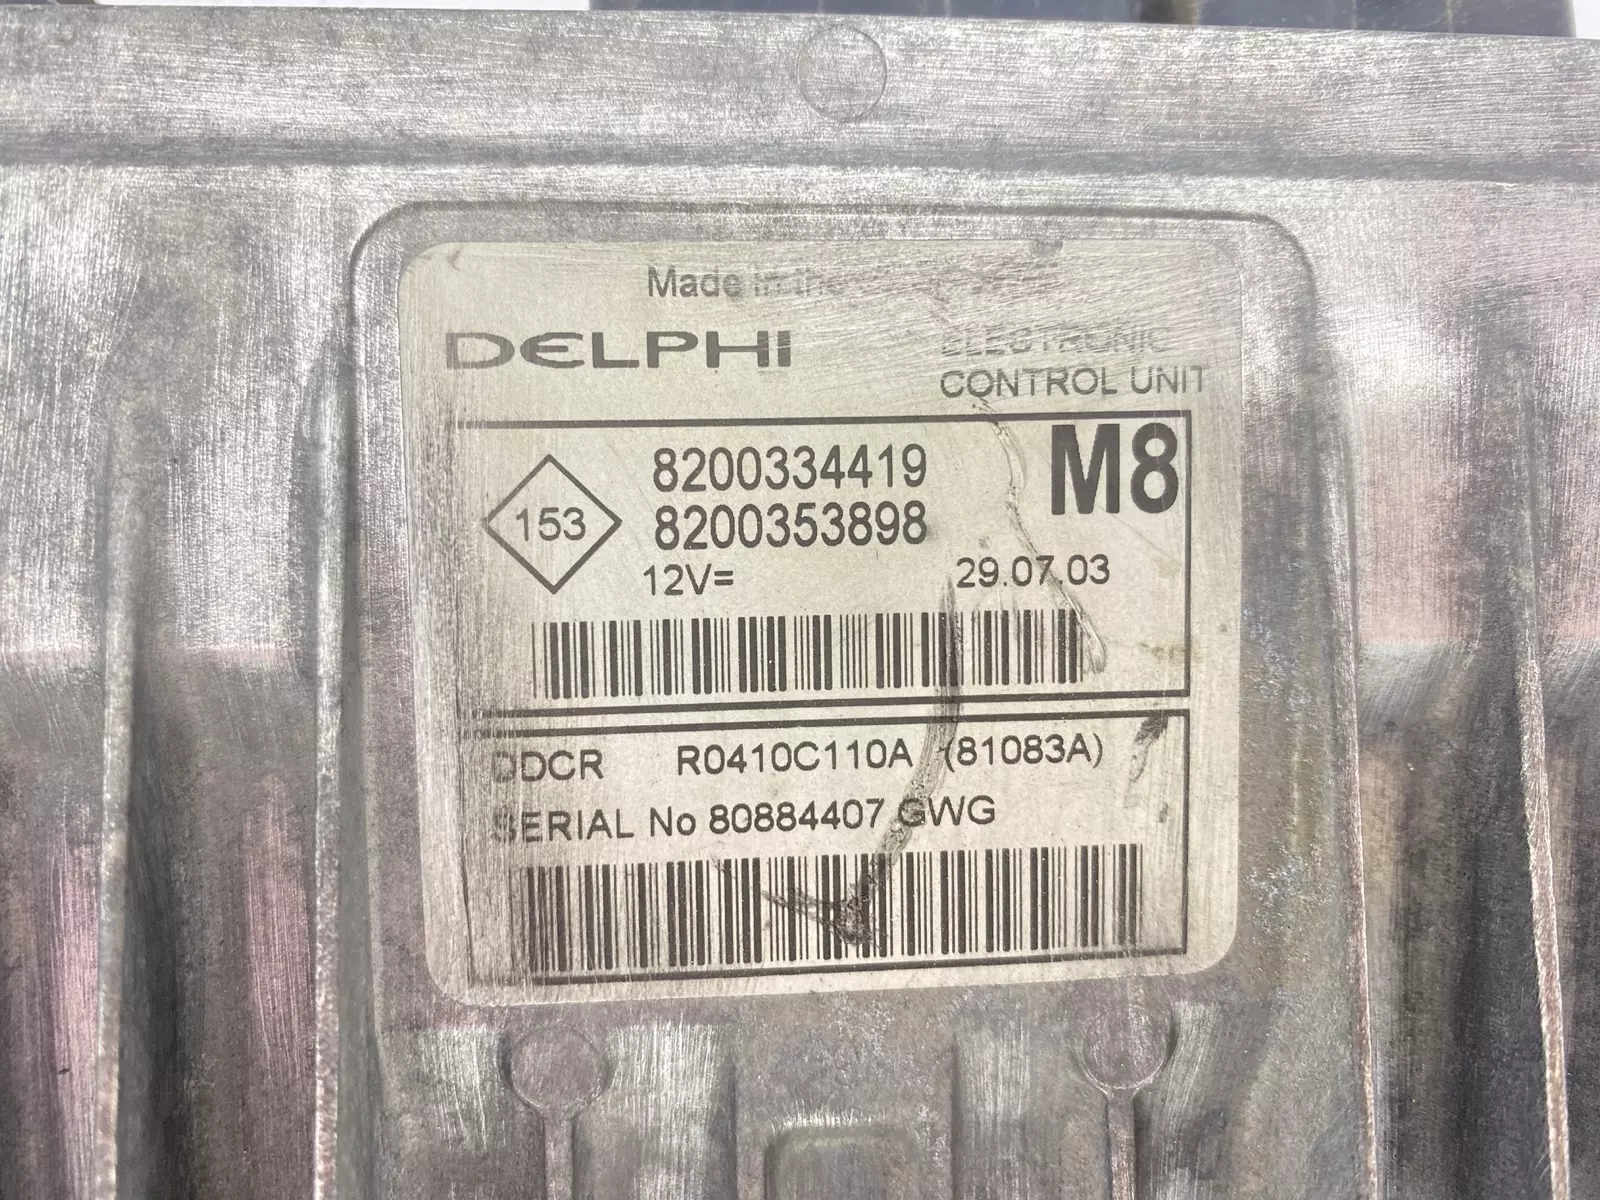 Made in the
DELPHI
ELECTRONIC
CONTROL UNIT
8200334419
M8
153
8200353898
12V=
29.07.03
DDCR R0410C110A (81083A)
SERIAL No 80884407 GWG